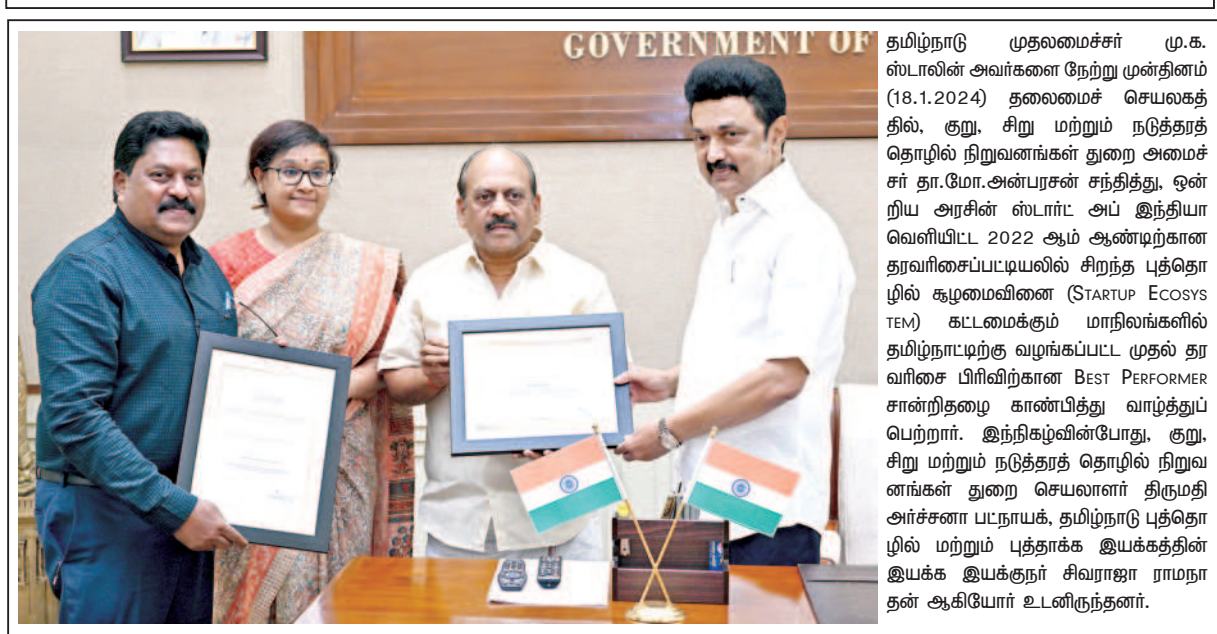 GOVERNMENT OF
தமிழ்நாடு முதலமைச்சர் மு.க.
ஸ்டாலின் அவர்களை நேற்று முன்தினம்
(18.1.2024) தலைமைச் செயலகத்
தில், குறு, சிறு மற்றும் நடுத்தரத்
தொழில் நிறுவனங்கள் துறை அமைச்
சர் தா.மோ.அன்பரசன் சந்தித்து, ஒன்
றிய அரசின் ஸ்டார்ட் அப் இந்தியா
வெளியிட்ட 2022 ஆம் ஆண்டிற்கான
தரவரிசைப்பட்டியலில் சிறந்த புத்தொ
ழில் சூழமைவினை (STARTUP ECOSYS
TEM) கட்டமைக்கும் மாநிலங்களில்
தமிழ்நாட்டிற்கு வழங்கப்பட்ட முதல் தர
வரிசை பிரிவிற்கான BEST PERFORMER
சான்றிதழை காண்பித்து வாழ்த்துப்
பெற்றார். இந்நிகழ்வின்போது, குறு,
சிறு மற்றும் நடுத்தரத் தொழில் நிறுவ
னங்கள் துறை செயலாளர் திருமதி
அர்ச்சனா பட்நாயக், தமிழ்நாடு புத்தொ
ழில் மற்றும் புத்தாக்க இயக்கத்தின்
இயக்க இயக்குநர் சிவராஜா ராமநா
தன் ஆகியோர் உடனிருந்தனர்.